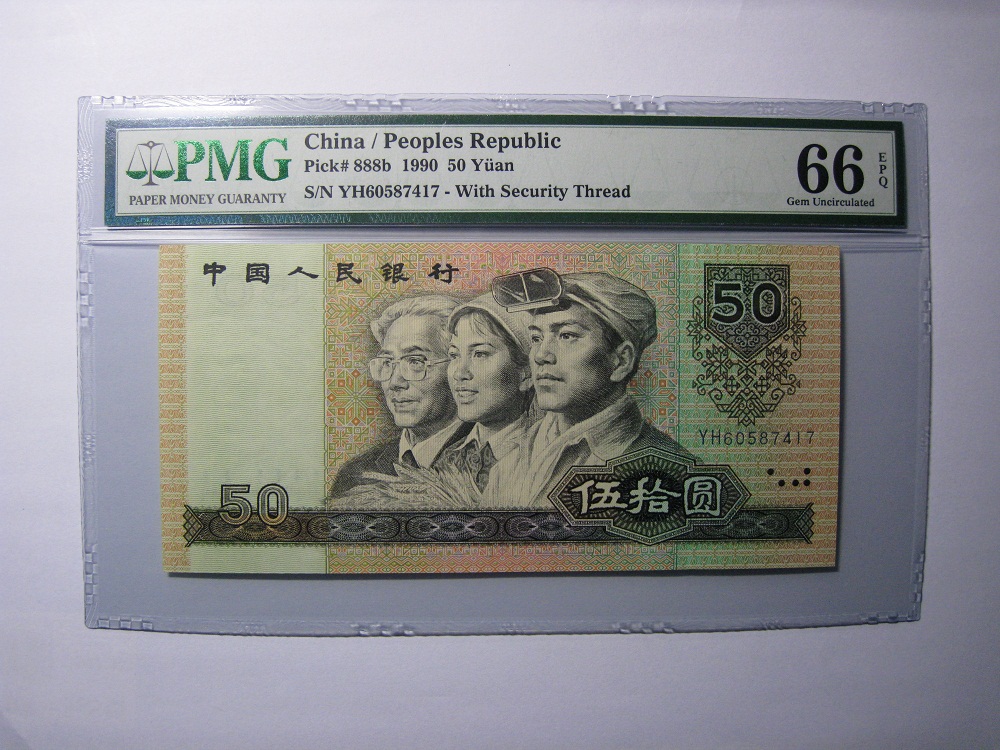 PMG
PAPER MONEY GUARANTY
China / Peoples Republic
Pick# 888b 1990 50 Yüan
S/N YH60587417 - With Security Thread
66 EPQ
Gem Uncirculated
中国人民银行
50
YH60587417
50
伍拾圆